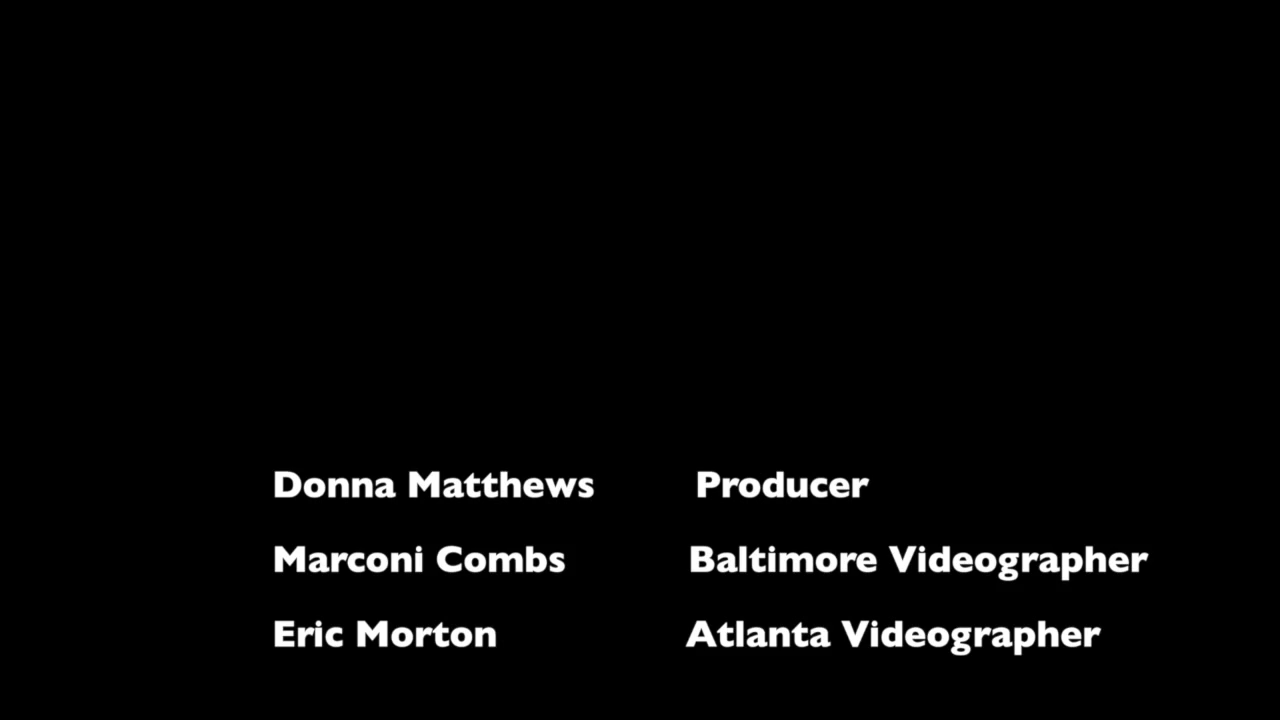 Donna Matthews Producer
Marconi Combs Baltimore Videographer
Eric Morton Atlanta Videographer